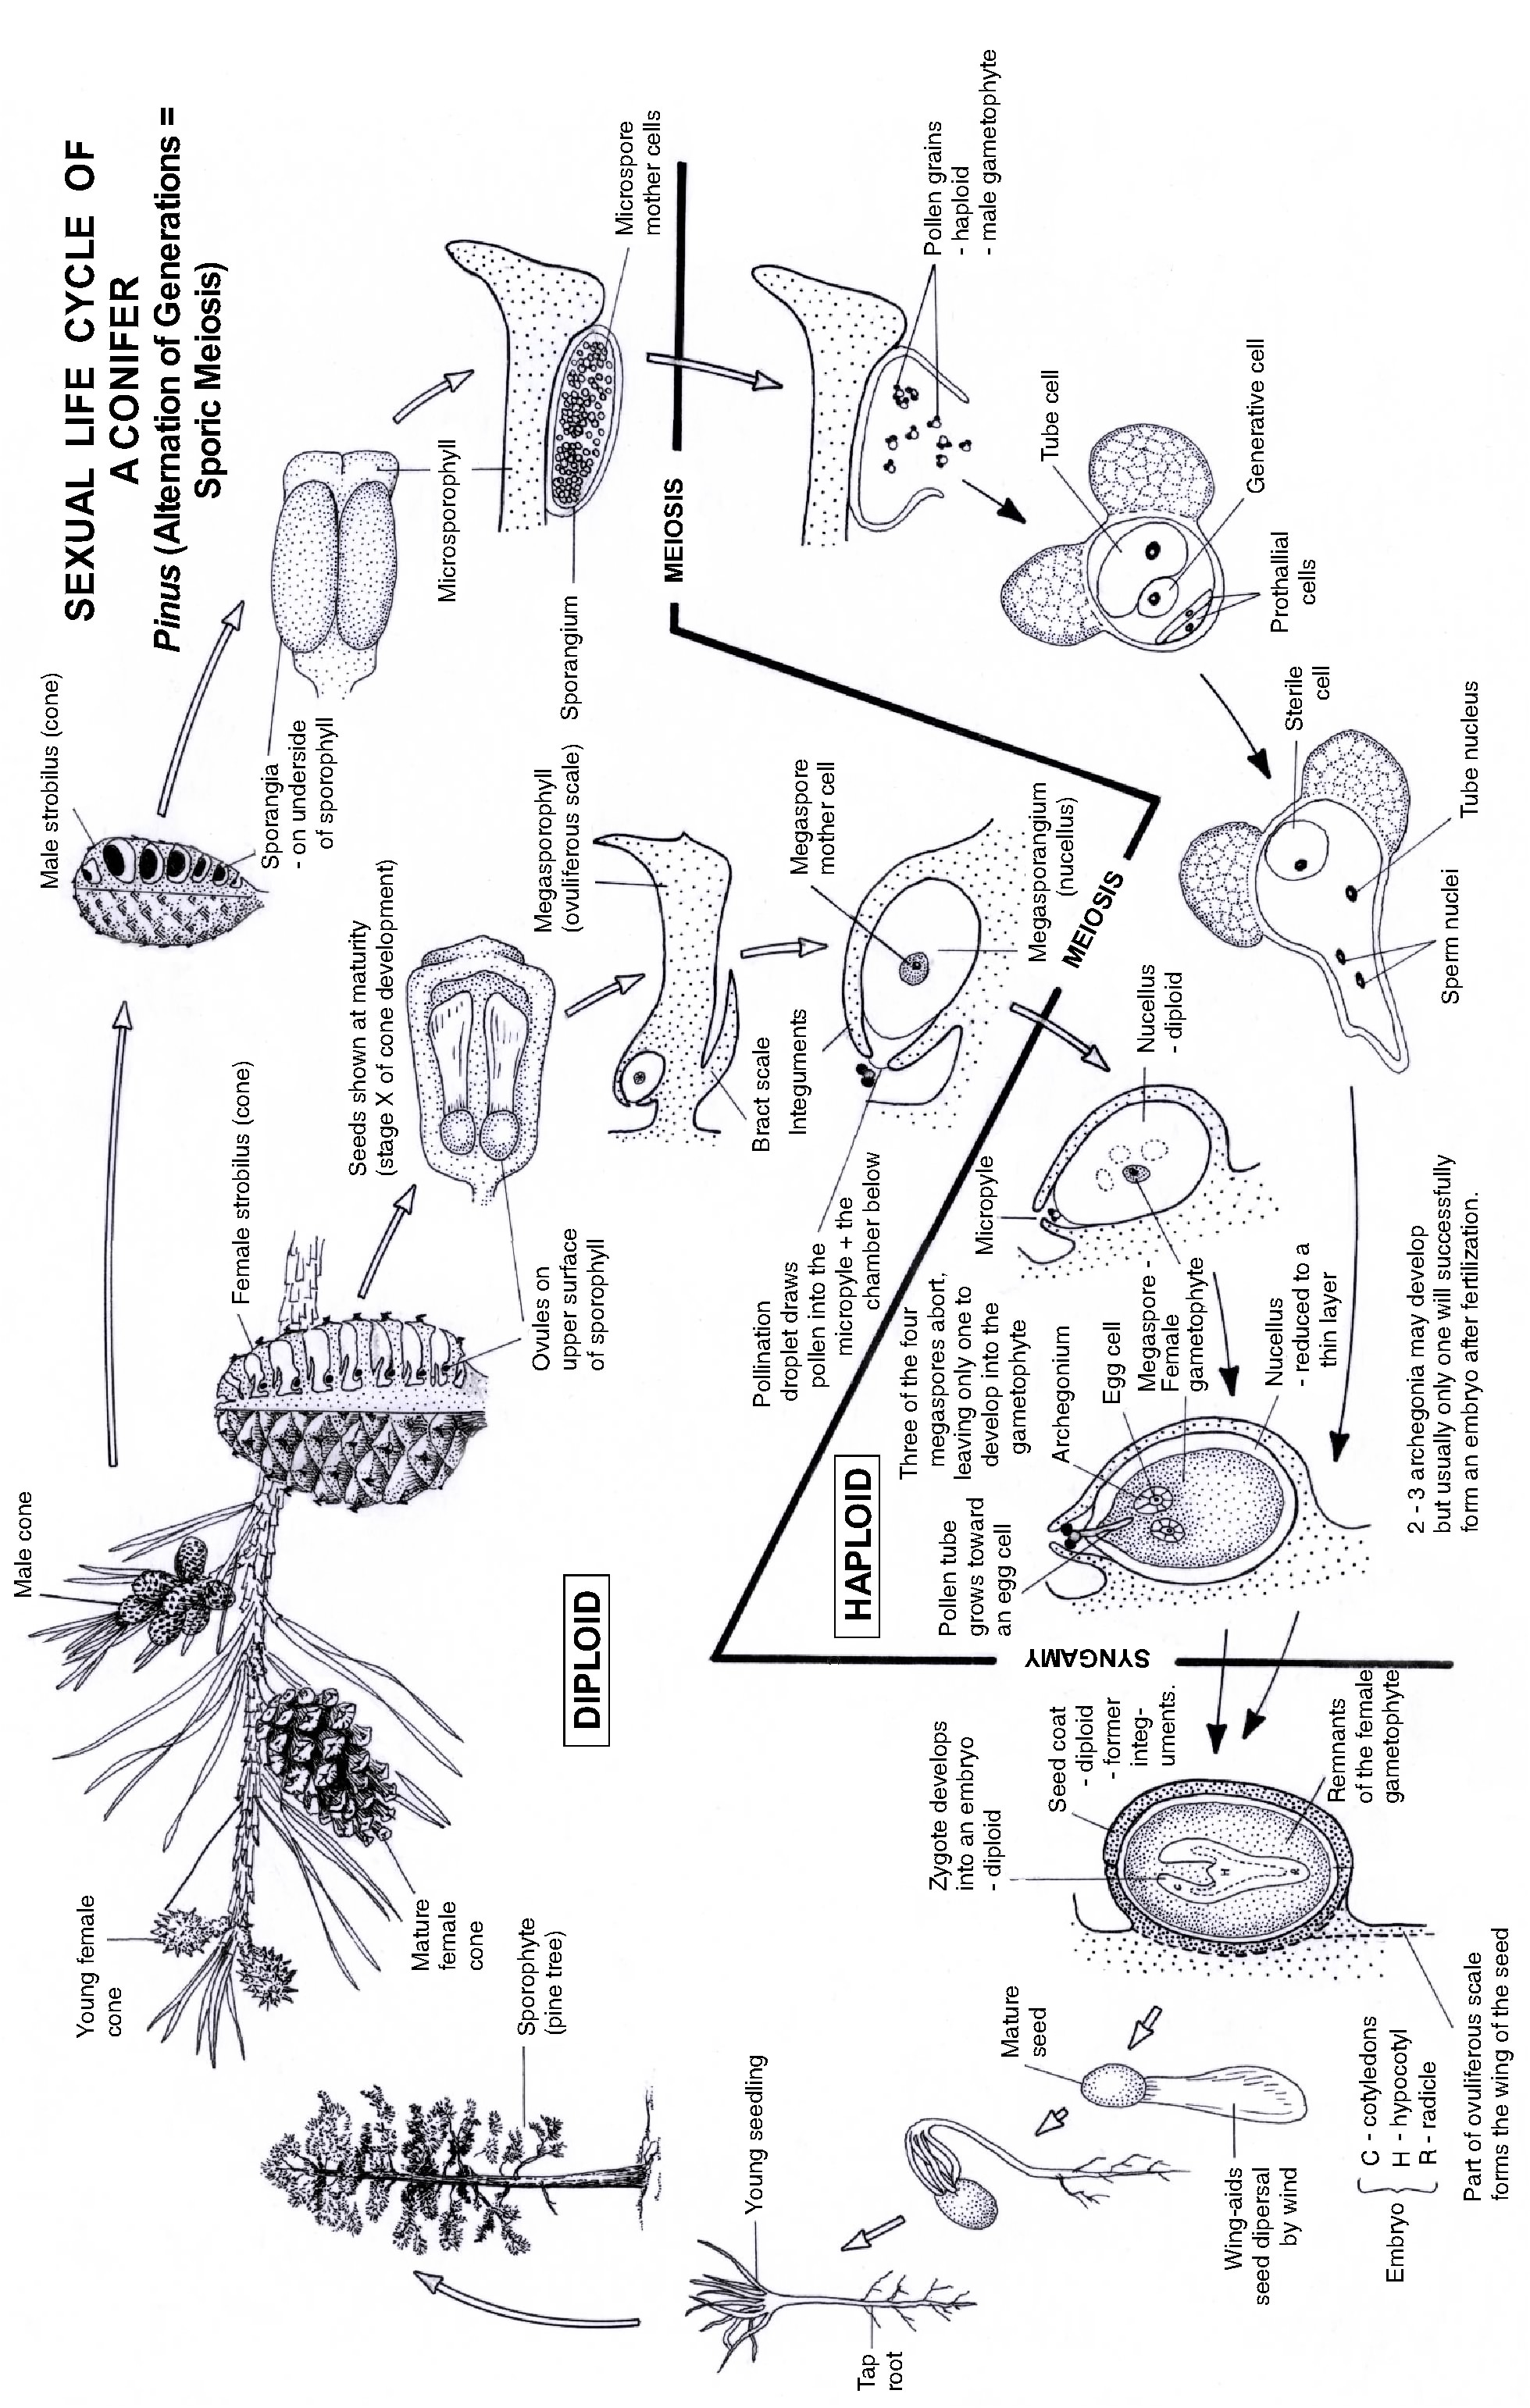 SEXUAL LIFE CYCLE OF
A CONIFER
Pinus (Alternation of Generations =
Sporic Meiosis)
Male cone
Young female
cone
Mature
female
cone
Sporophyte
(pine tree)
Male strobilus (cone)
Sporangia
- on underside
of sporophyll
Microsporophyll
Sporangium
Microspore
mother cells
Female strobilus (cone)
Seeds shown at maturity
(stage X of cone development)
Ovules on
upper surface
of sporophyll
Megasporophyll
(ovuliferous scale)
Bract scale
Integuments
Megaspore
mother cell
Megasporangium
(nucellus)
Pollination
droplet draws
pollen into the
micropyle + the
chamber below
DIPLOID
MEIOSIS
MEIOSIS
HAPLOID
SYNGAMY
Pollen grains
- haploid
- male gametophyte
Tube cell
Generative cell
Prothallial
cells
Sterile
cell
Tube nucleus
Sperm nuclei
Nucellus
- diploid
Micropyle
Three of the four
megaspores abort,
leaving only one to
develop into the
gametophyte
Megaspore -
Female
gametophyte
Egg cell
Archegonium
Nucellus
- reduced to a
thin layer
Pollen tube
grows toward
an egg cell
2 - 3 archegonia may develop
but usually only one will successfully
form an embryo after fertilization.
Zygote develops
into an embryo
- diploid
Seed coat
- diploid
- former
integ-
uments.
Remnants
of the female
gametophyte
C
H
R
Mature
seed
Wing-aids
seed dipersal
by wind
Embryo
C - cotyledons
H - hypocotyl
R - radicle
Part of ovuliferous scale
forms the wing of the seed
Young seedling
Tap
root